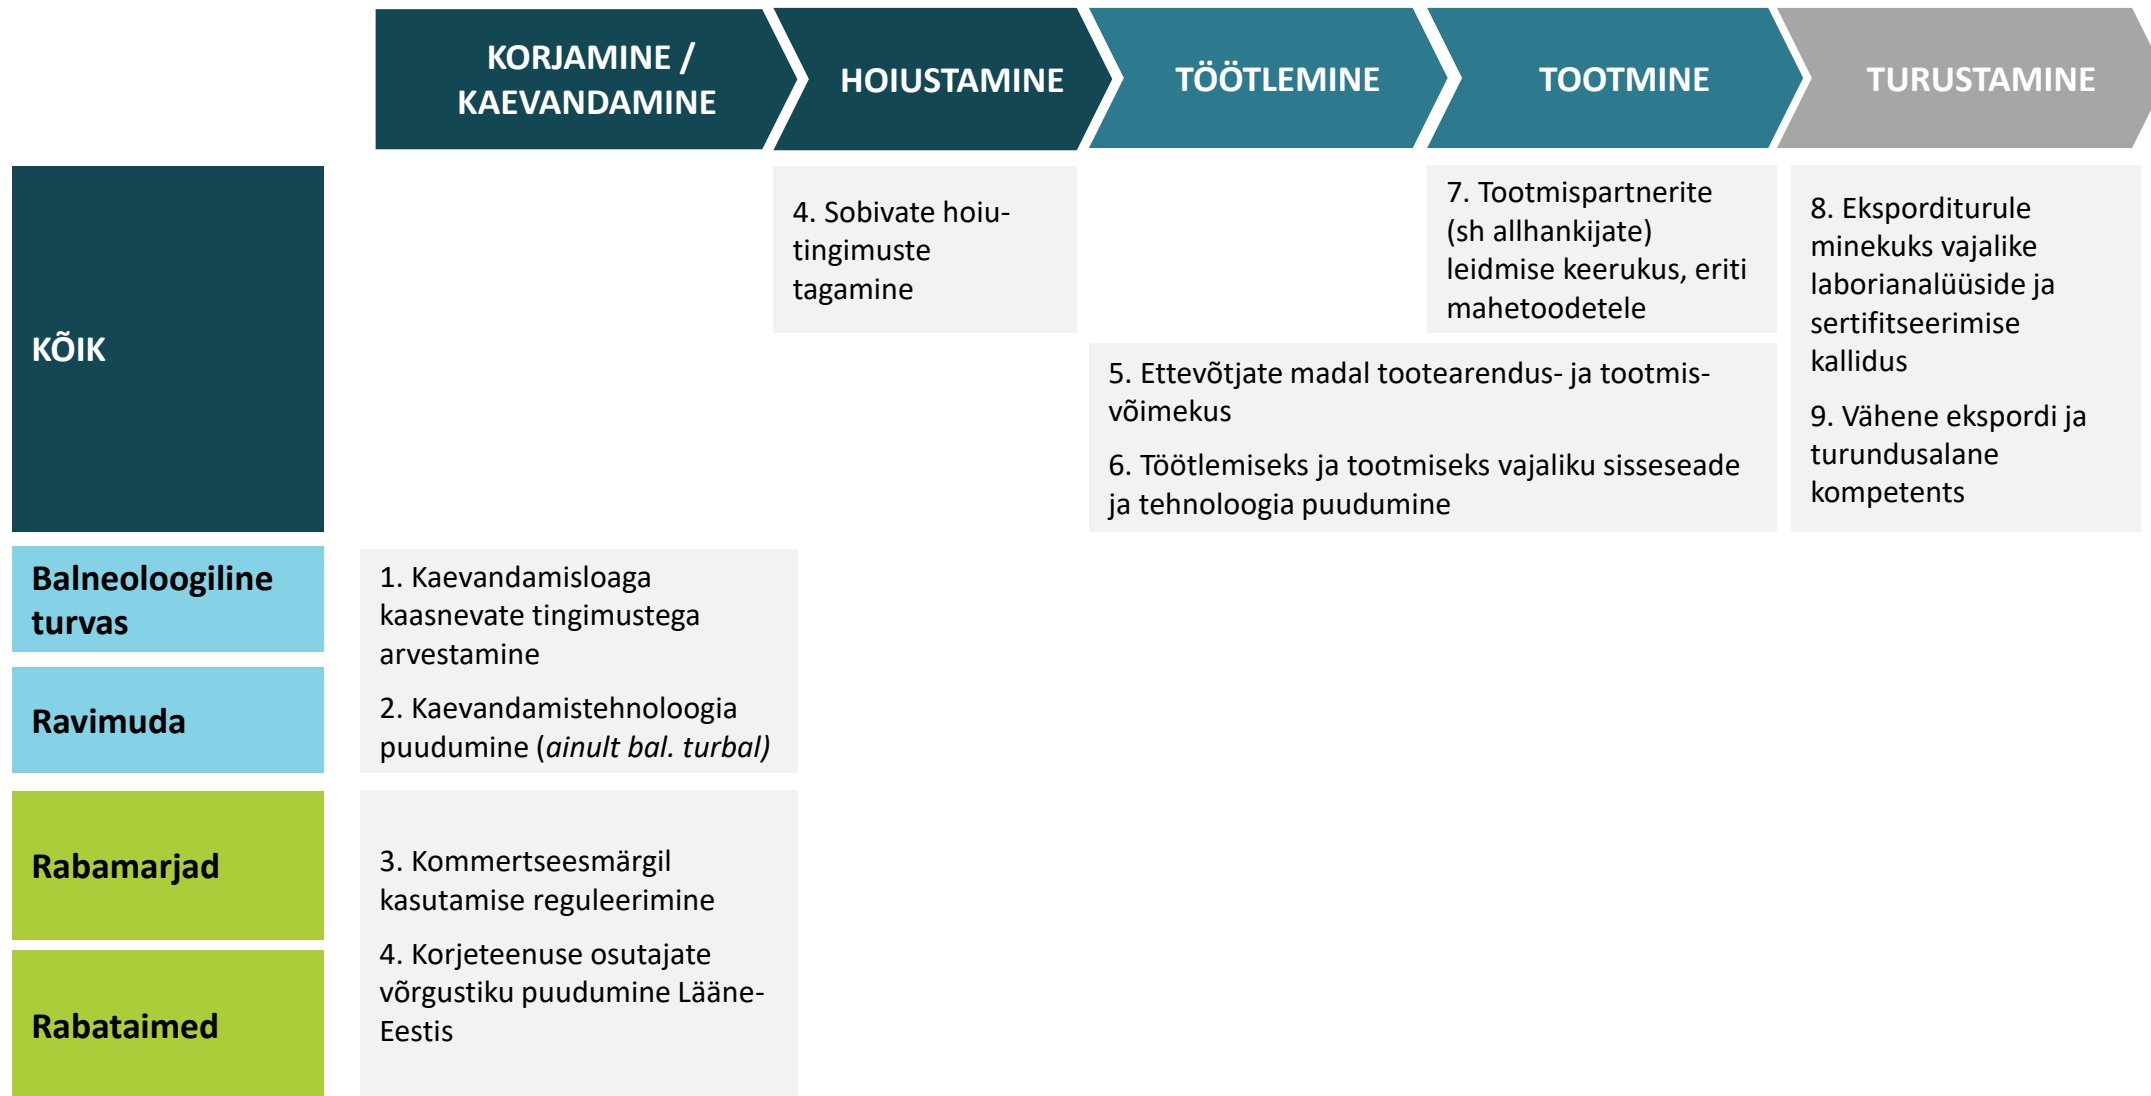 KORJAMINE /
KAEVANDAMINE
HOIUSTAMINE
TÖÖTLEMINE
TOOTMINE
TURUSTAMINE
KÕIK
4. Sobivate hoiu-
tingimuste
tagamine
7. Tootmispartnerite
(sh allhankijate)
leidmise keerukus, eriti
mahetoodetele
8. Eksporditurule
minekuks vajalike
laborianalüüside ja
sertifitseerimise
kallidus
9. Vähene ekspordi ja
turundusalane
kompetents
5. Ettevõtjate madal tootearendus- ja tootmis-
võimekus
6. Töötlemiseks ja tootmiseks vajaliku sisseseade
ja tehnoloogia puudumine
Balneoloogiline
turvas
Ravimuda
1. Kaevandamisloaga
kaasnevate tingimustega
arvestamine
2. Kaevandamistehnoloogia
puudumine (ainult bal. turbal)
Rabamarjad
Rabataimed
3. Kommertseesmärgil
kasutamise reguleerimine
4. Korjeteenuse osutajate
võrgustiku puudumine Lääne-
Eestis